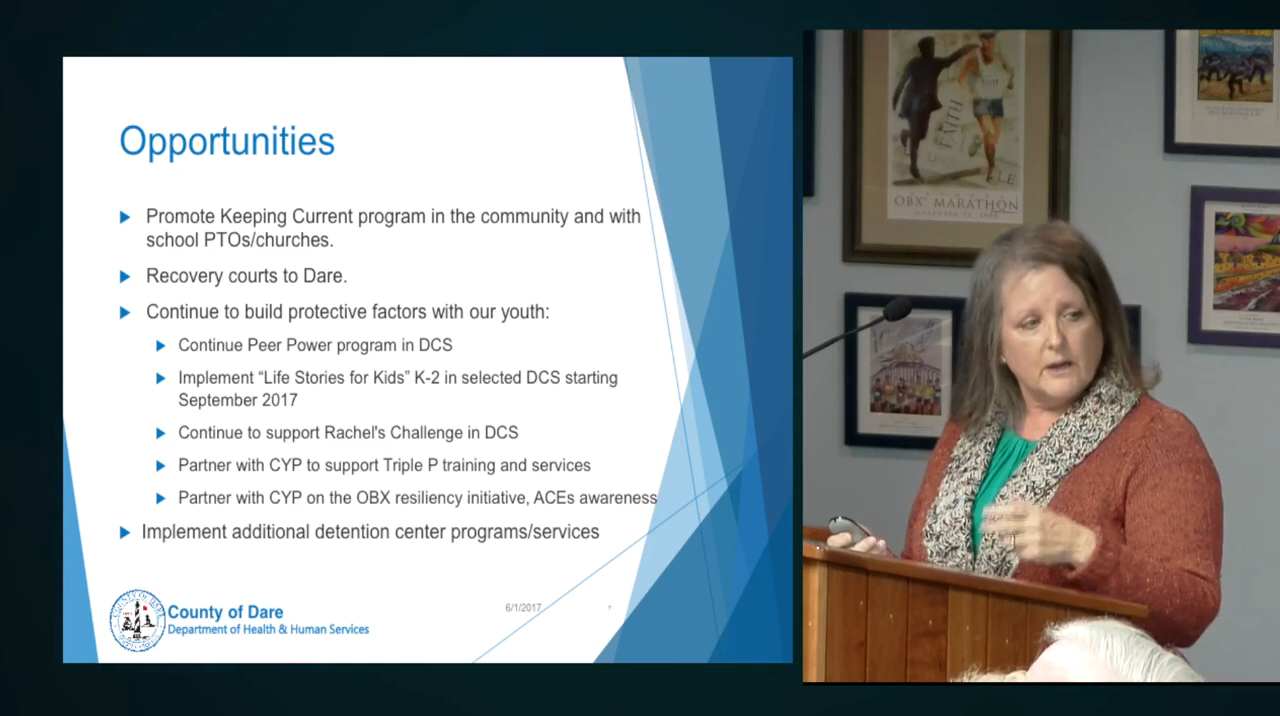 Opportunities
Promote Keeping Current program in the community and with
school PTOs/churches.
Recovery courts to Dare.
Continue to build protective factors with our youth:
Continue Peer Power program in DCS
Implement “Life Stories for Kids” K-2 in selected DCS starting
September 2017
Continue to support Rachel's Challenge in DCS
Partner with CYP to support Triple P training and services
Partner with CYP on the OBX resiliency initiative, ACEs awareness
Implement additional detention center programs/services
COUNTY OF DARE
County of Dare
Department of Health & Human Services
6/1/2017
FAITH
OBX MARATHON